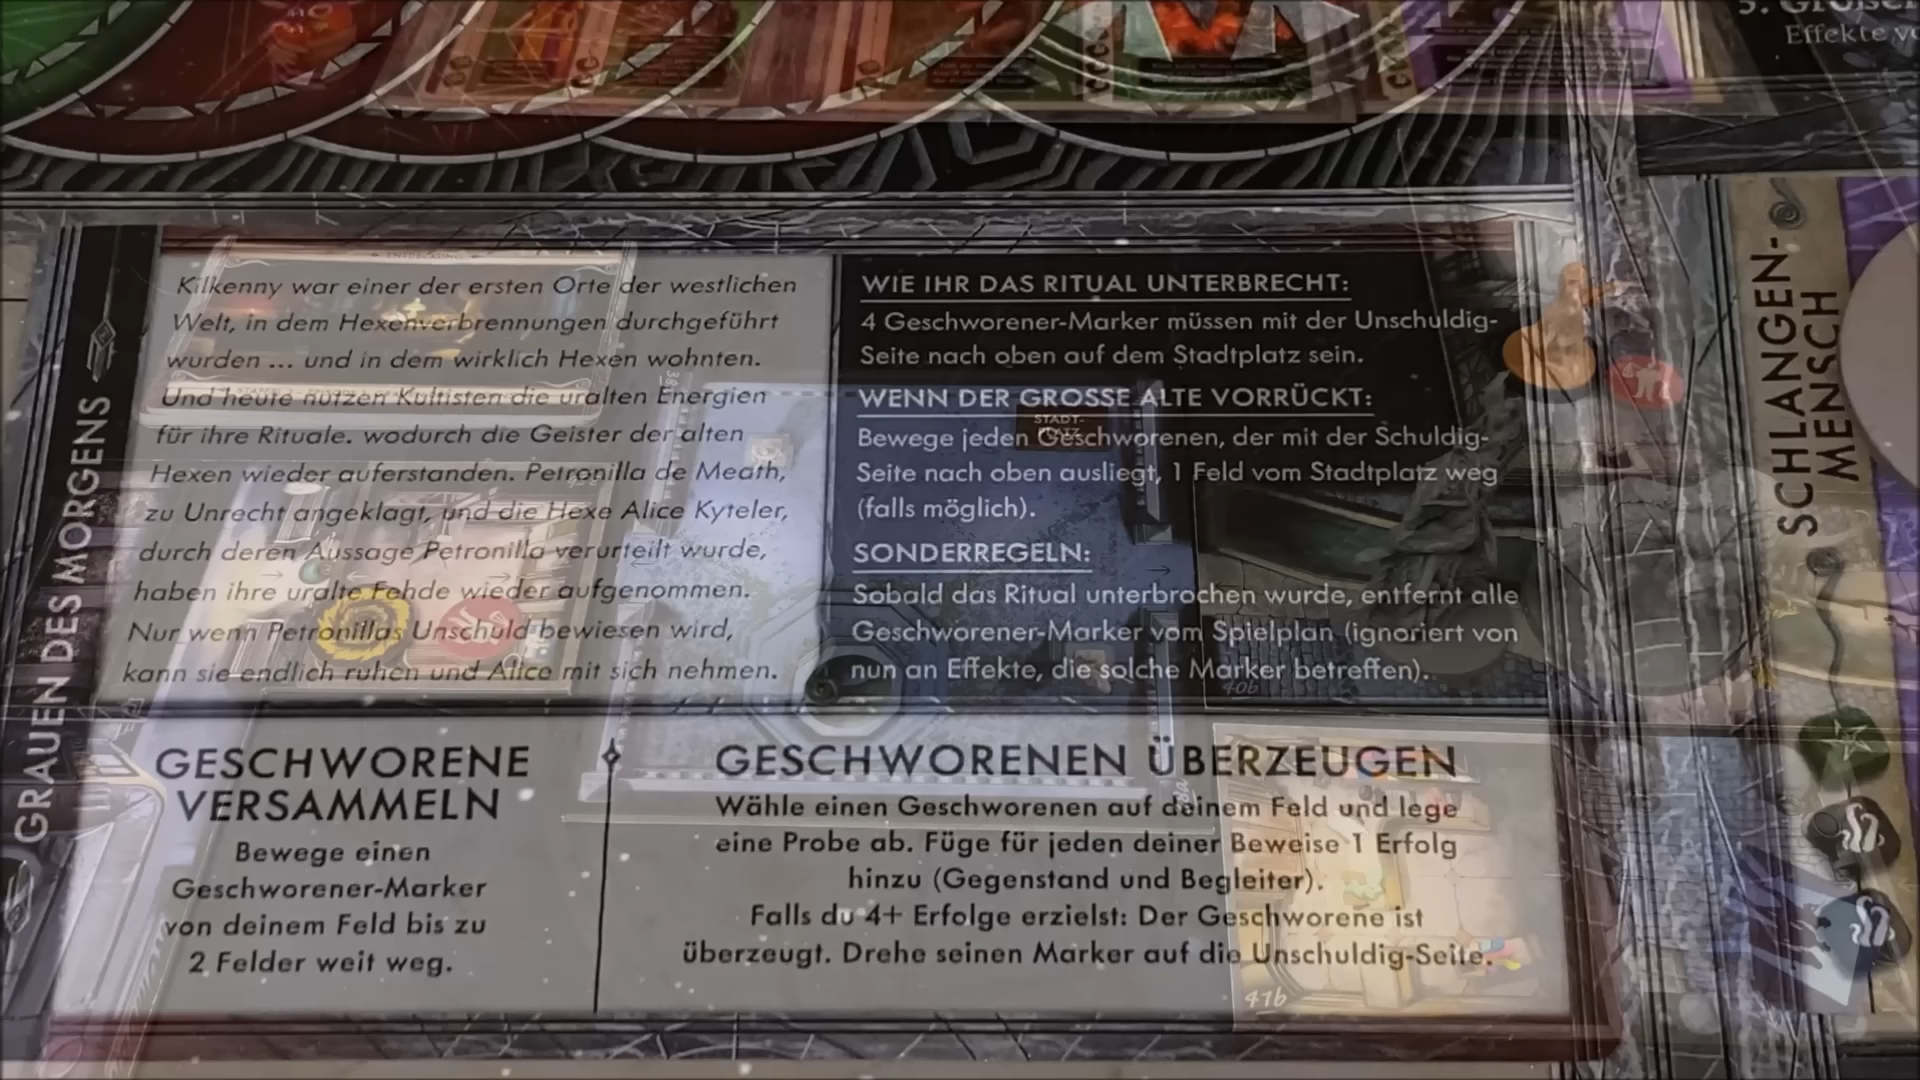 5. Großer
Effekte vo
GRAUEN DES MORGENS
Kilkenny war einer der ersten Orte der westlichen
Welt, in dem Hexenverbrennungen durchgeführt
wurden ... und in dem wirklich Hexen wohnten.
Und heute nutzen Kultisten die uralten Energien
für ihre Rituale. wodurch die Geister der alten
Hexen wieder auferstanden. Petronilla de Meath,
zu Unrecht angeklagt, und die Hexe Alice Kyteler,
durch deren Aussage Petronilla verurteilt wurde,
haben ihre uralte Fehde wieder aufgenommen.
Nur wenn Petronillas Unschuld bewiesen wird,
kann sie endlich ruhen und Alice mit sich nehmen.
WIE IHR DAS RITUAL UNTERBRECHT:
4 Geschworener-Marker müssen mit der Unschuldig-
Seite nach oben auf dem Stadtplatz sein.
WENN DER GROSSE ALTE VORRÜCKT:
Bewege jeden Geschworenen, der mit der Schuldig-
Seite nach oben ausliegt, 1 Feld vom Stadtplatz weg
(falls möglich).
SONDERREGELN:
Sobald das Ritual unterbrochen wurde, entfernt alle
Geschworener-Marker vom Spielplan (ignoriert von
nun an Effekte, die solche Marker betreffen).
STADT-
PLATZ
40b
GESCHWORENE
VERSAMMELN
Bewege einen
Geschworener-Marker
von deinem Feld bis zu
2 Felder weit weg.
GESCHWORENEN ÜBERZEUGEN
Wähle einen Geschworenen auf deinem Feld und lege
eine Probe ab. Füge für jeden deiner Beweise 1 Erfolg
hinzu (Gegenstand und Begleiter).
Falls du 4+ Erfolge erzielst: Der Geschworene ist
überzeugt. Drehe seinen Marker auf die Unschuldig-Seite.
41b
SCHLANGEN-
MENSCH